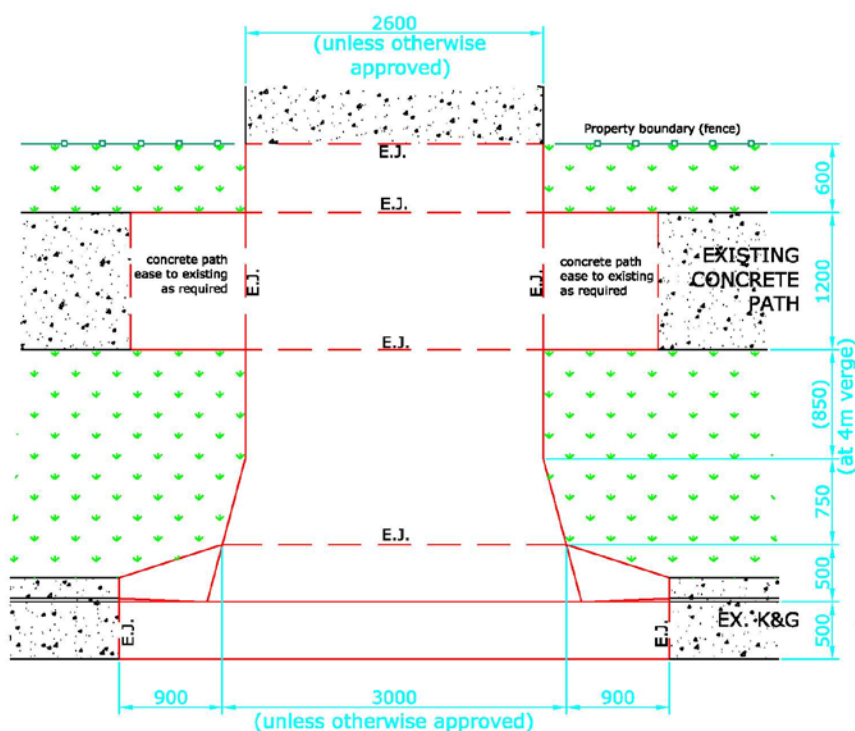 2600
(unless otherwise
approved)
Property boundary (fence)
E.J.
600
E.J.
concrete path
ease to existing
as required
E.J.
E.J.
concrete path
ease to existing
as required
EXISTING
CONCRETE
PATH
1200
E.J.
(850)
(at 4m verge)
750
E.J.
500
E.J.
E.J.
EX. K&G
500
900
3000
900
(unless otherwise approved)